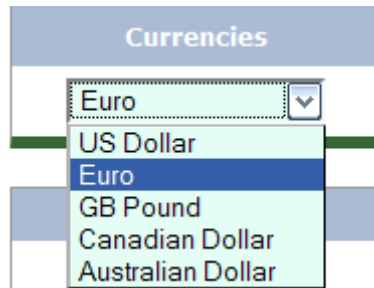 Currencies
Euro
US Dollar
Euro
GB Pound
Canadian Dollar
Australian Dollar